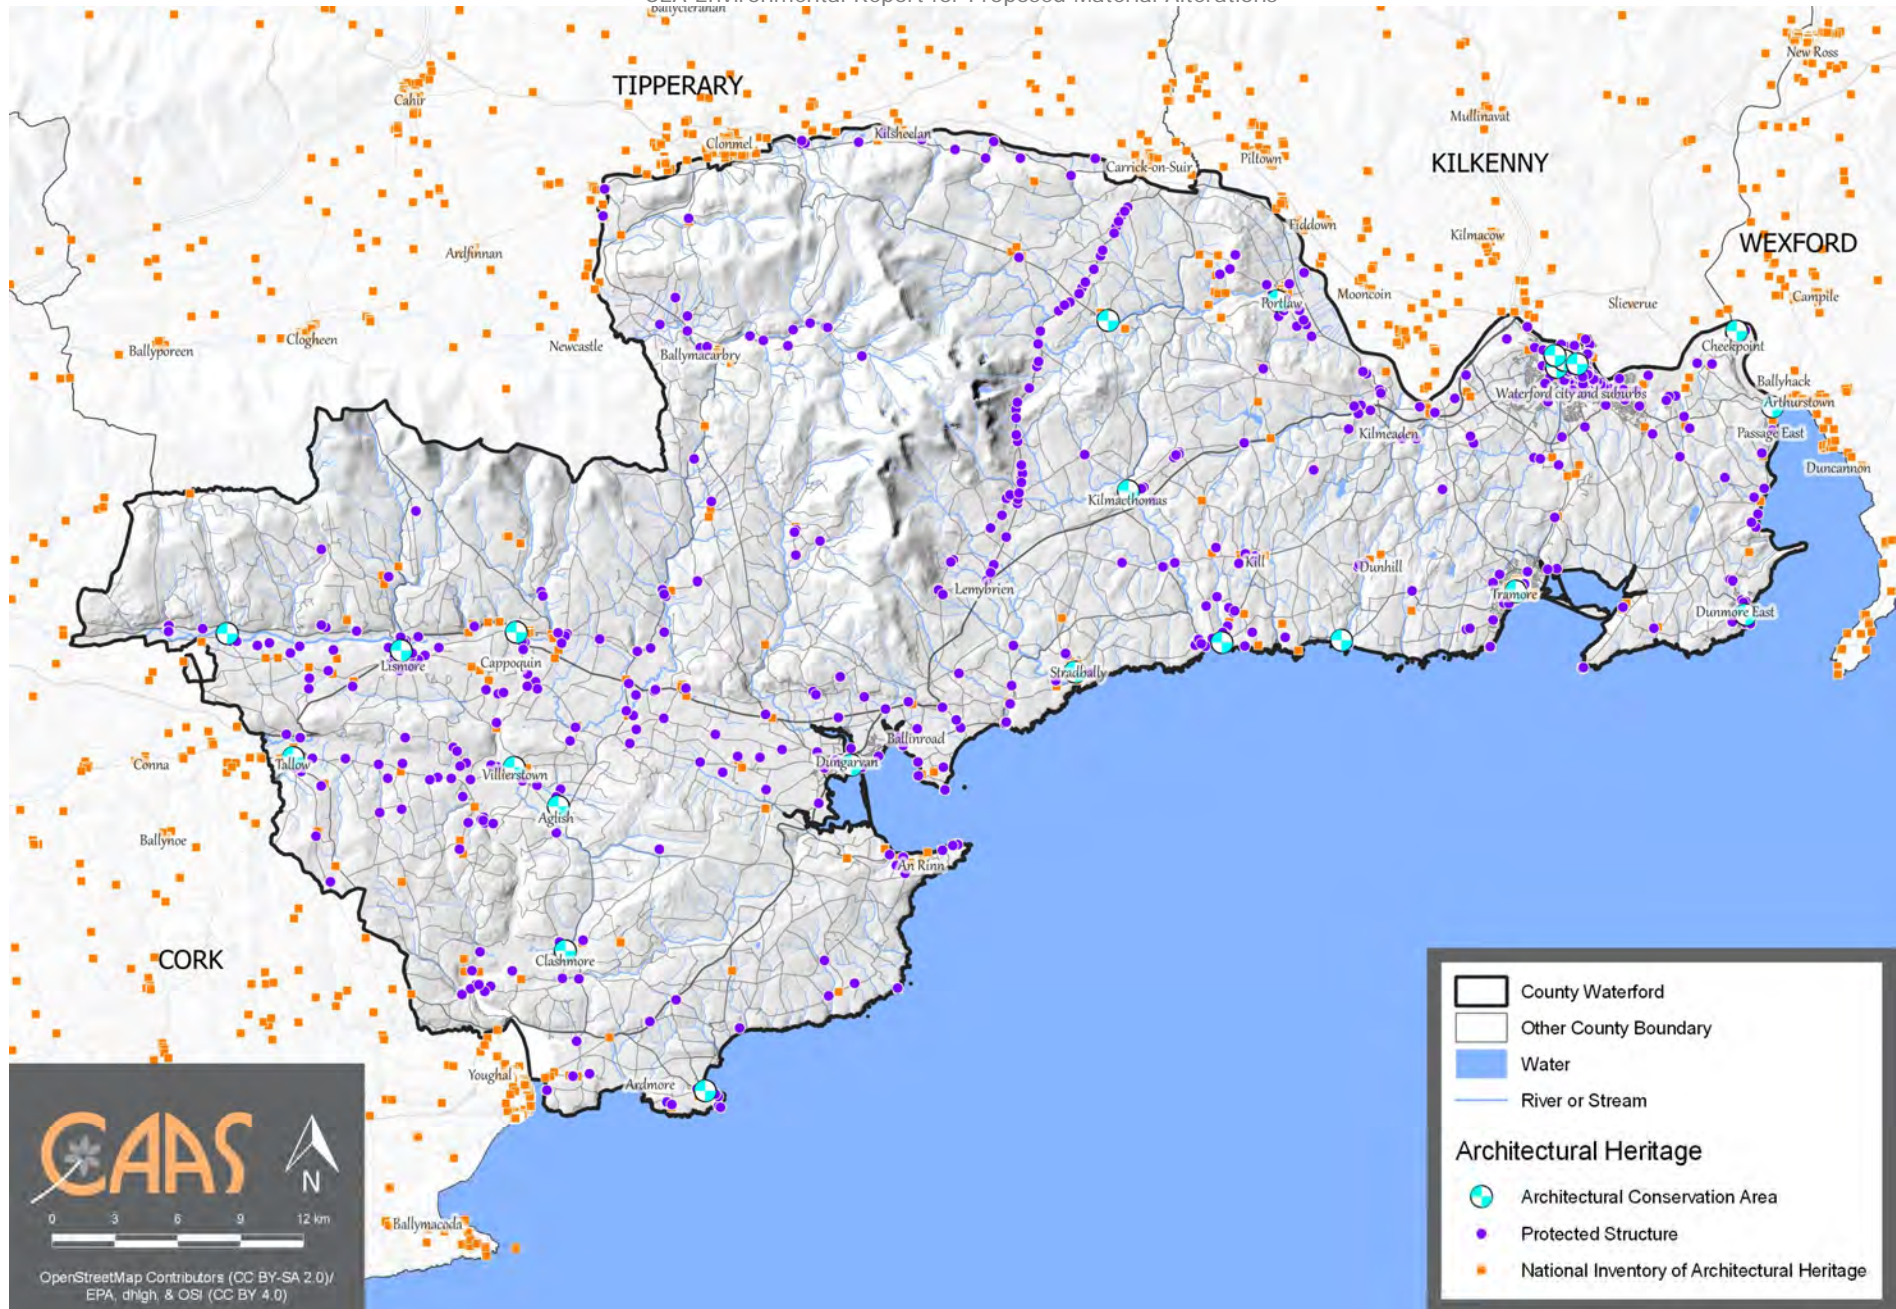 SEA Environmental Report for Proposed Material Alterations
Ballyclerahan
New Ross
TIPPERARY
Cahir
Mullinavat
Kilsheelan
Clonmel
Piltown
KILKENNY
Carrick-on-Suir
Fiddown
Kilmacow
WEXFORD
Ardfinnan
Mooncoin
Campile
Portlaw
Slieverue
Clogheen
Newcastle
Ballyporeen
Ballymacarbry
Cheekpoint
Ballyhack
Waterford city and suburbs
Arthurstown
Kilmeaden
Passage East
Duncannon
Kilmacthomas
Kill
Dunhill
Lemybrien
Tramore
Dunmore East
Lismore
Cappoquin
Stradbally
Ballinroad
Conna
Tallow
Villierstown
Dungarvan
Aglish
Ballynoe
An Rinn
CORK
Clashmore
Youghal
Ardmore
Ballymacoda
CAAS
N
0 3 6 9 12 km
OpenStreetMap Contributors (CC BY-SA 2.0)/
EPA, dhlgh, & OSI (CC BY 4.0)
County Waterford
Other County Boundary
Water
River or Stream
Architectural Heritage
Architectural Conservation Area
Protected Structure
National Inventory of Architectural Heritage